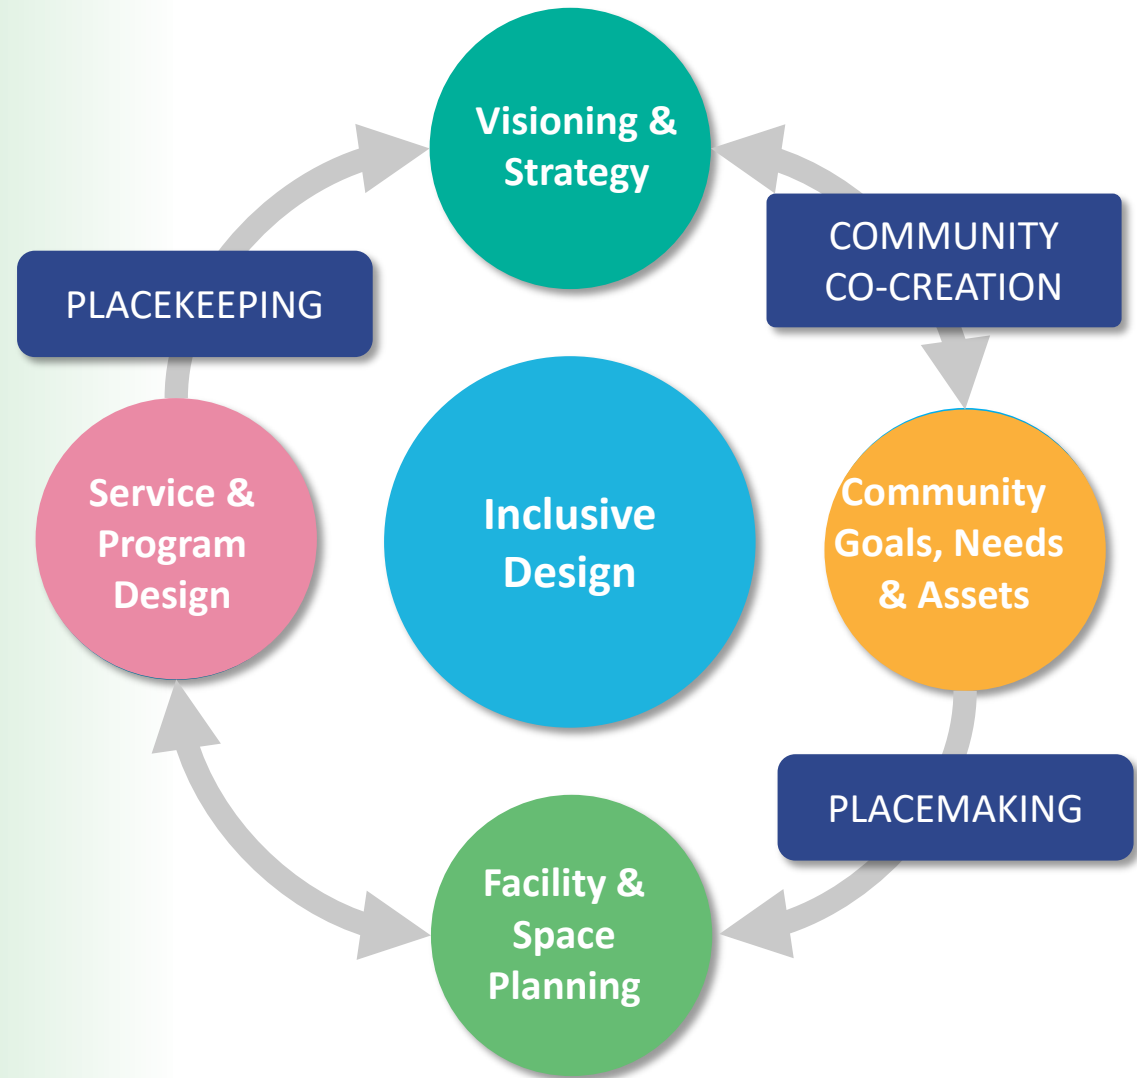 Visioning &
Strategy
COMMUNITY
CO-CREATION
PLACEKEEPING
Service &
Program
Design
Inclusive
Design
Community
Goals, Needs
& Assets
PLACEMAKING
Facility &
Space
Planning